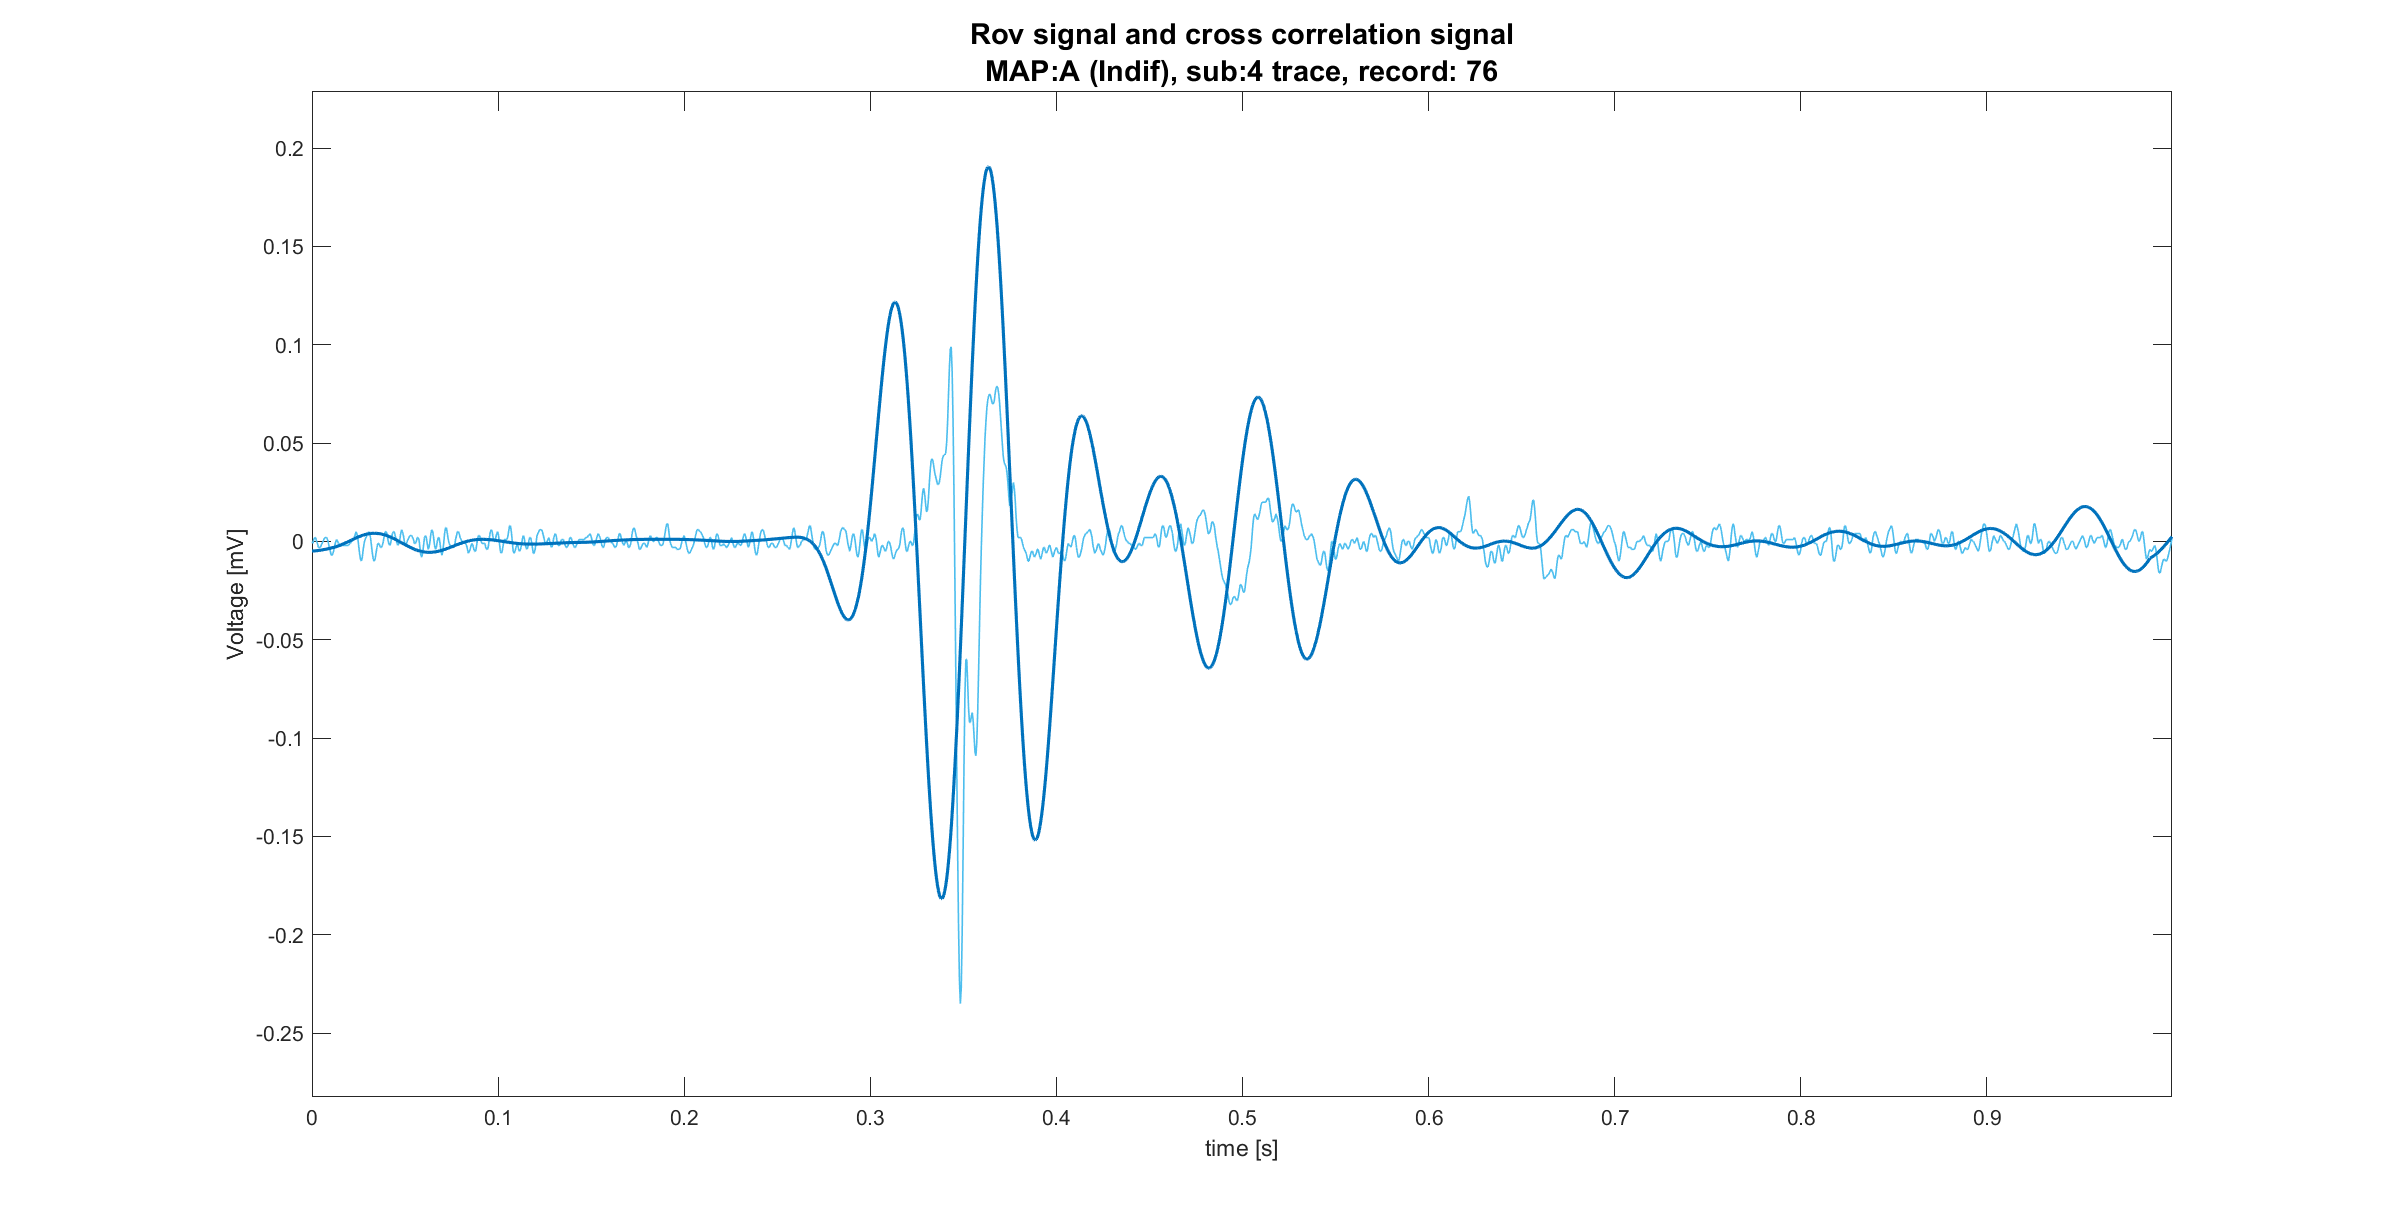 Rov signal and cross correlation signal
MAP:A (Indif), sub:4 trace, record: 76
0.2
0.15
0.1
0.05
0
-0.05
-0.1
-0.15
-0.2
-0.25
Voltage [mV]
0 0.1 0.2 0.3 0.4 0.5 0.6 0.7 0.8 0.9
time [s]